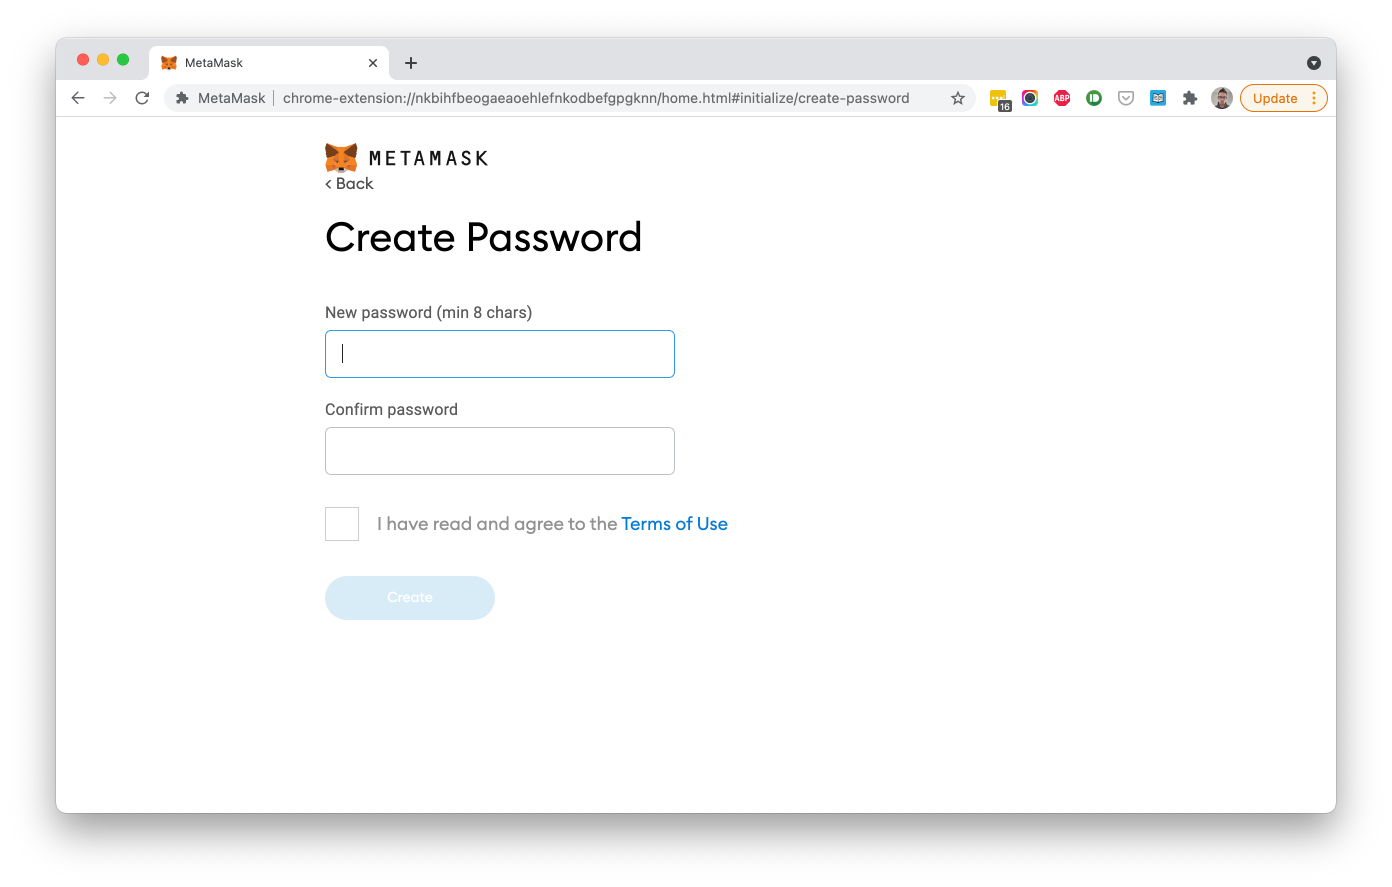 MetaMask
MetaMask chrome-extension://nkbihfbeogaeaoehlefnkodbefgpgknn/home.html#initialize/create-password
16
ABP
Update
METAMASK
< Back
Create Password
New password (min 8 chars)
Confirm password
I have read and agree to the Terms of Use
Create